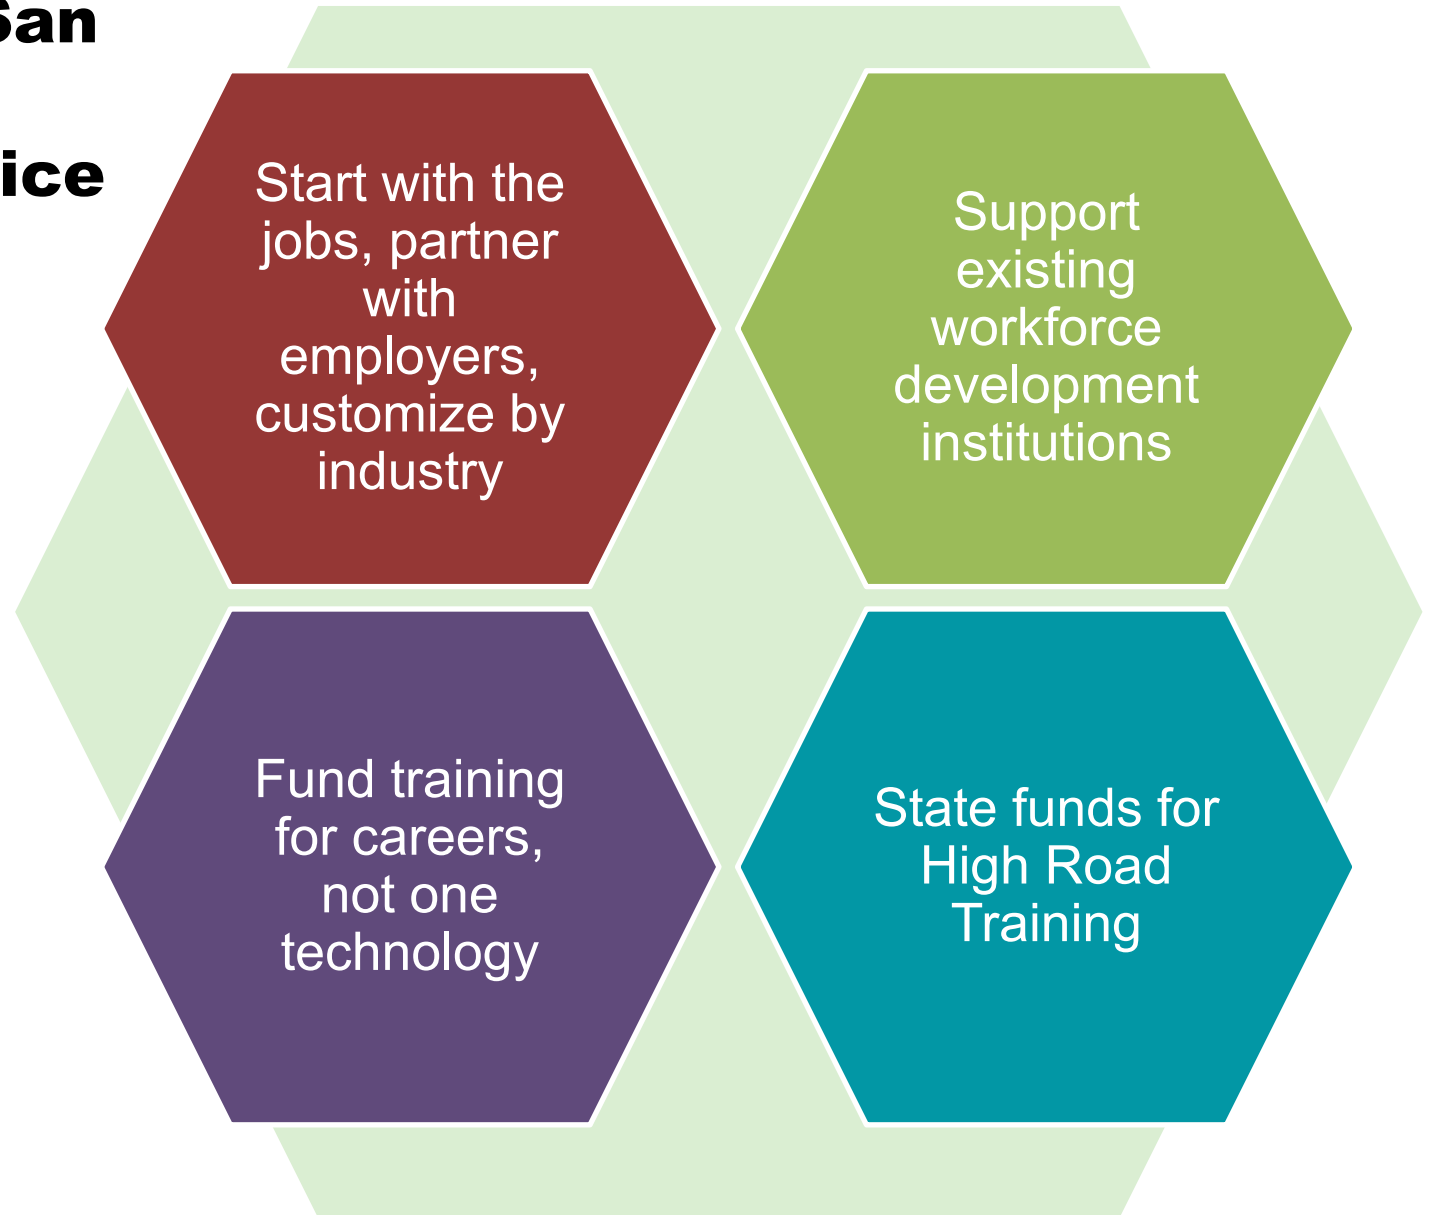 San
ice
Start with the
jobs, partner
with
employers,
customize by
industry
Support
existing
workforce
development
institutions
Fund training
for careers,
not one
technology
State funds for
High Road
Training